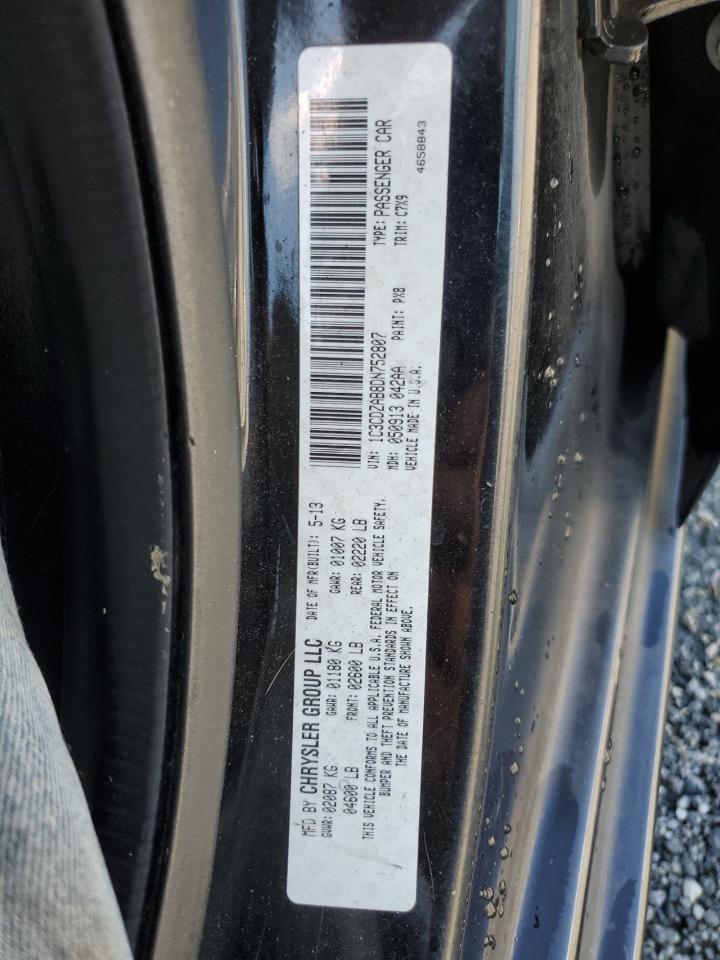 MFD BY CHRYSLER GROUP LLC DATE OF MFR(BUILT): 5-13
GVWR: 02087 KG GAWR: 01180 KG GAWR: 01007 KG
04600 LB FRONT: 02600 LB REAR: 02220 LB
THIS VEHICLE CONFORMS TO ALL APPLICABLE U.S.A. FEDERAL MOTOR VEHICLE SAFETY,
BUMPER AND THEFT PREVENTION STANDARDS IN EFFECT ON
THE DATE OF MANUFACTURE SHOWN ABOVE.
VIN: 1C3CDZAB8DN752807 TYPE: PASSENGER CAR
MDH: 050913 042AA PAINT: PX8 TRIM: C7X9
VEHICLE MADE IN U.S.A. 4658843